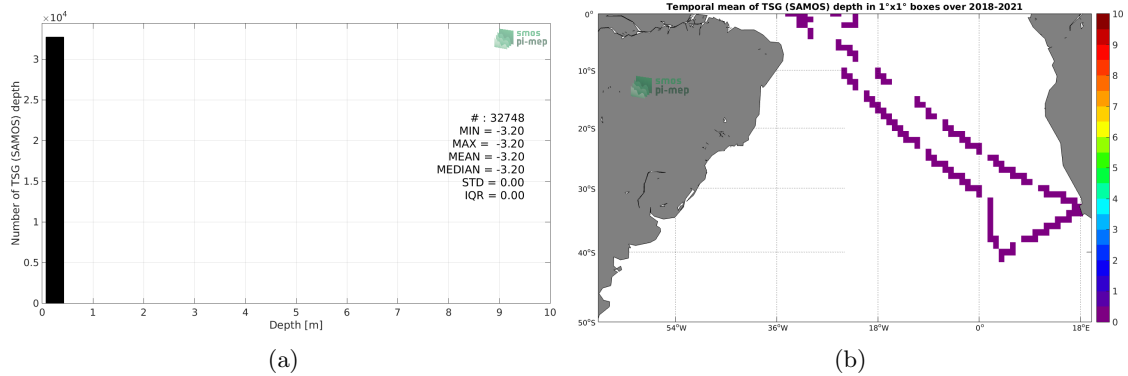 ×10⁴
3.5
3
2.5
2
1.5
1
0.5
0
Number of TSG (SAMOS) depth
0 1 2 3 4 5 6 7 8 9 10
Depth [m]
smos
pi-mep
# : 32748
MIN = -3.20
MAX = -3.20
MEAN = -3.20
MEDIAN = -3.20
STD = 0.00
IQR = 0.00
(a)
Temporal mean of TSG (SAMOS) depth in 1°x1° boxes over 2018-2021
0°
10°S
20°S
30°S
40°S
50°S
54°W 36°W 18°W 0° 18°E
smos
pi-mep
10
9
8
7
6
5
4
3
2
1
0
(b)